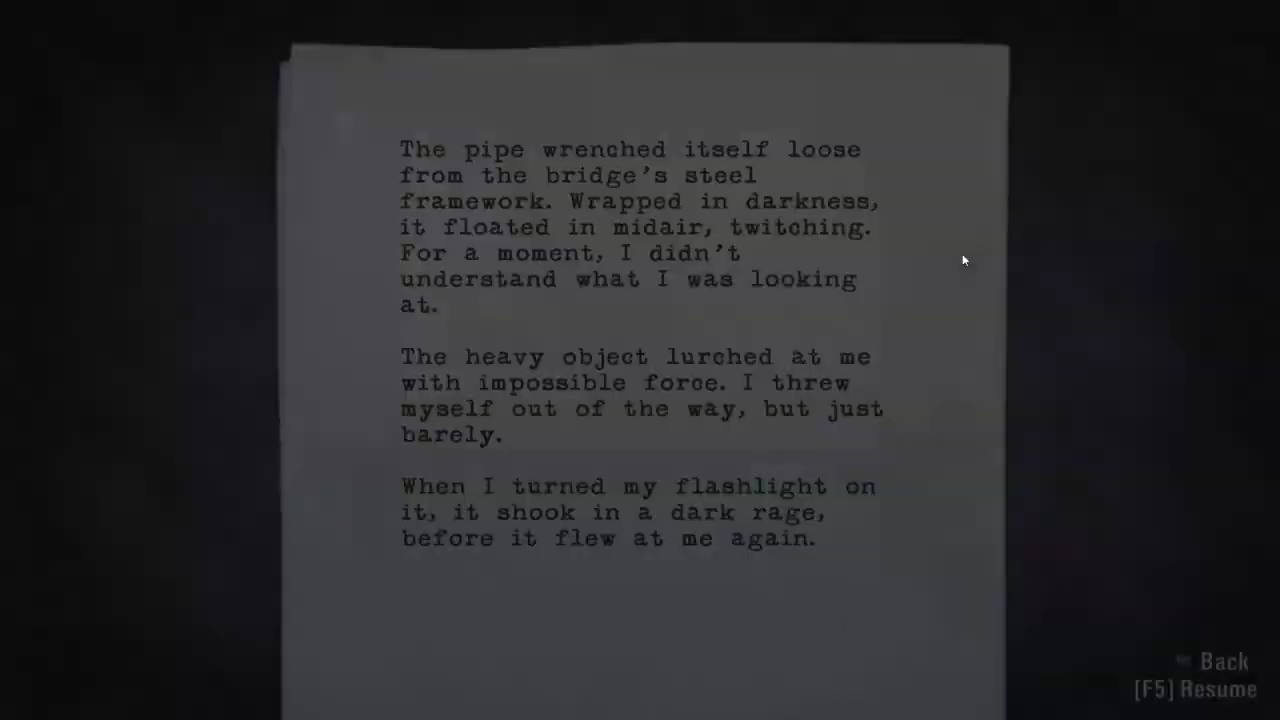 The pipe wrenched itself loose
from the bridge's steel
framework. Wrapped in darkness,
it floated in midair, twitching.
For a moment, I didn't
understand what I was looking
at.
The heavy object lurched at me
with impossible force. I threw
myself out of the way, but just
barely.
When I turned my flashlight on
it, it shook in a dark rage,
before it flew at me again.
Back
[F5] Resume